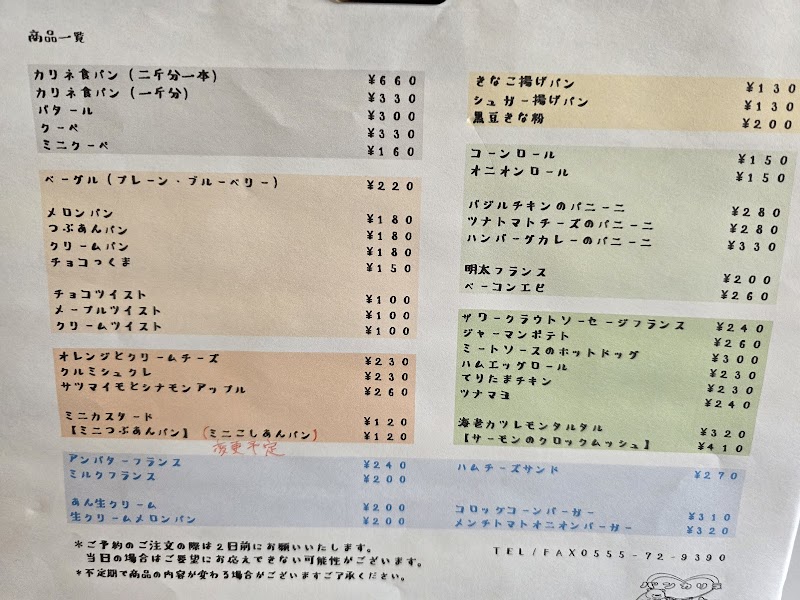 商品一覧
カリネ食パン（二斤分一本） ¥660
カリネ食パン（一斤分） ¥330
バタール ¥300
クーペ ¥330
ミニクーペ ¥160
ベーグル（プレーン・ブルーベリー） ¥220
メロンパン ¥180
つぶあんパン ¥180
クリームパン ¥180
チョコっくま ¥150
チョコツイスト ¥100
メープルツイスト ¥100
クリームツイスト ¥100
オレンジとクリームチーズ ¥230
クルミシュクレ ¥230
サツマイモとシナモンアップル ¥260
ミニカスタード ¥120
【ミニつぶあんパン】（ミニこしあんパン） ¥120
変更予定
アンバターフランス ¥240
ミルクフランス ¥200
あん生クリーム ¥200
生クリームメロンパン ¥200
きなこ揚げパン ¥130
シュガー揚げパン ¥130
黒豆きな粉 ¥200
コーンロール ¥150
オニオンロール ¥150
バジルチキンのパニーニ ¥280
ツナトマトチーズのパニーニ ¥280
ハンバーグカレーのパニーニ ¥330
明太フランス ¥200
ベーコンエピ ¥260
ザワークラウトソーセージフランス ¥240
ジャーマンポテト ¥260
ミートソースのホットドッグ ¥300
ハムエッグロール ¥230
てりたまチキン ¥230
ツナマヨ ¥240
海老カツレモンタルタル ¥320
【サーモンのクロックムッシュ】 ¥410
ハムチーズサンド ¥270
コロッケコーンバーガー ¥310
メンチトマトオニオンバーガー ¥320
＊ご予約のご注文の際は2日前にお願いいたします。
当日の場合はご要望にお応えできない可能性がございます。
＊不定期で商品の内容が変わる場合がございますご了承ください。
TEL/FAX0555-72-9390
パンカリネ